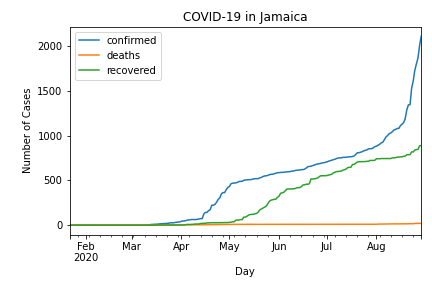 COVID-19 in Jamaica
confirmed
deaths
recovered
Number of Cases
2000
1500
1000
500
0
Feb Mar Apr May Jun Jul Aug
2020
Day